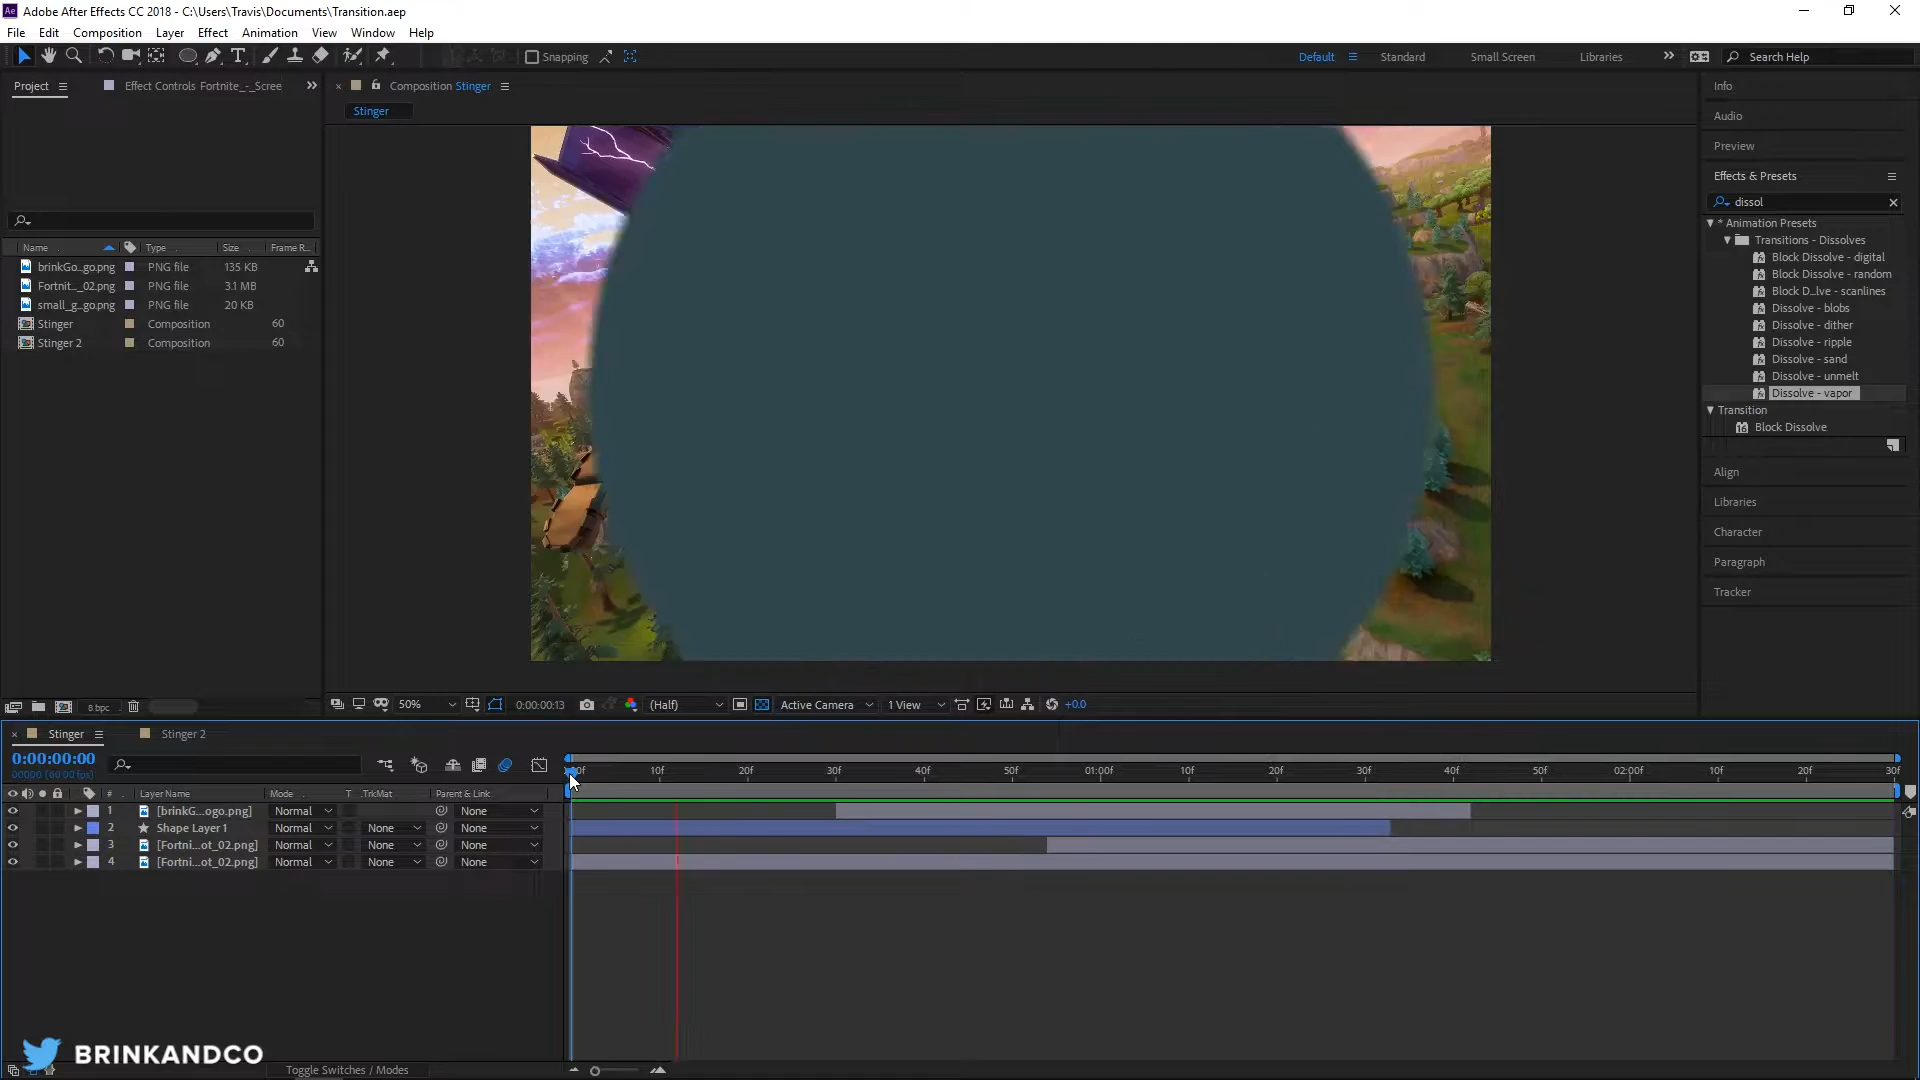 Adobe After Effects CC 2018 - C:\Users\Travis\Documents\Transition.aep
File Edit Composition Layer Effect Animation View Window Help
Snapping Default Standard Small Screen Libraries Search Help
Project Effect Controls Fortnite_-_Scree
Composition Stinger
Stinger
Name Type Size Frame R...
brinkGo_go.png PNG file 135 KB
Fortnit..._02.png PNG file 3.1 MB
small_g...go.png PNG file 20 KB
Stinger Composition 60
Stinger 2 Composition 60
Info
Audio
Preview
Effects & Presets
dissol
* Animation Presets
Transitions - Dissolves
Block Dissolve - digital
Block Dissolve - random
Block D...lve - scanlines
Dissolve - blobs
Dissolve - dither
Dissolve - ripple
Dissolve - sand
Dissolve - unmelt
Dissolve - vapor
Transition
Block Dissolve
Align
Libraries
Character
Paragraph
Tracker
8 bpc
50% 0:00:00:13 (Half) Active Camera 1 View +0.0
Stinger Stinger 2
0:00:00:00
00000 (60.00 fps)
10f 20f 30f 40f 50f 01:00f 10f 20f 30f 40f 50f 02:00f 10f 20f 30f
# Layer Name Mode T .TrkMat Parent & Link
1 [brinkG...ogo.png] Normal None
2 Shape Layer 1 Normal None None
3 [Fortni...ot_02.png] Normal None None
4 [Fortni...ot_02.png] Normal None None
BRINKANDCO
Toggle Switches / Modes